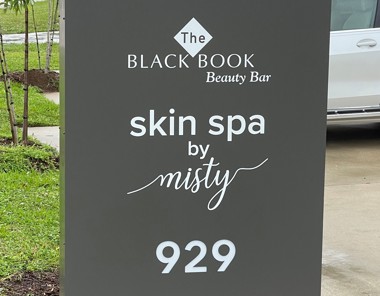 The
BLACK BOOK
Beauty Bar
skin spa
by
misty
929